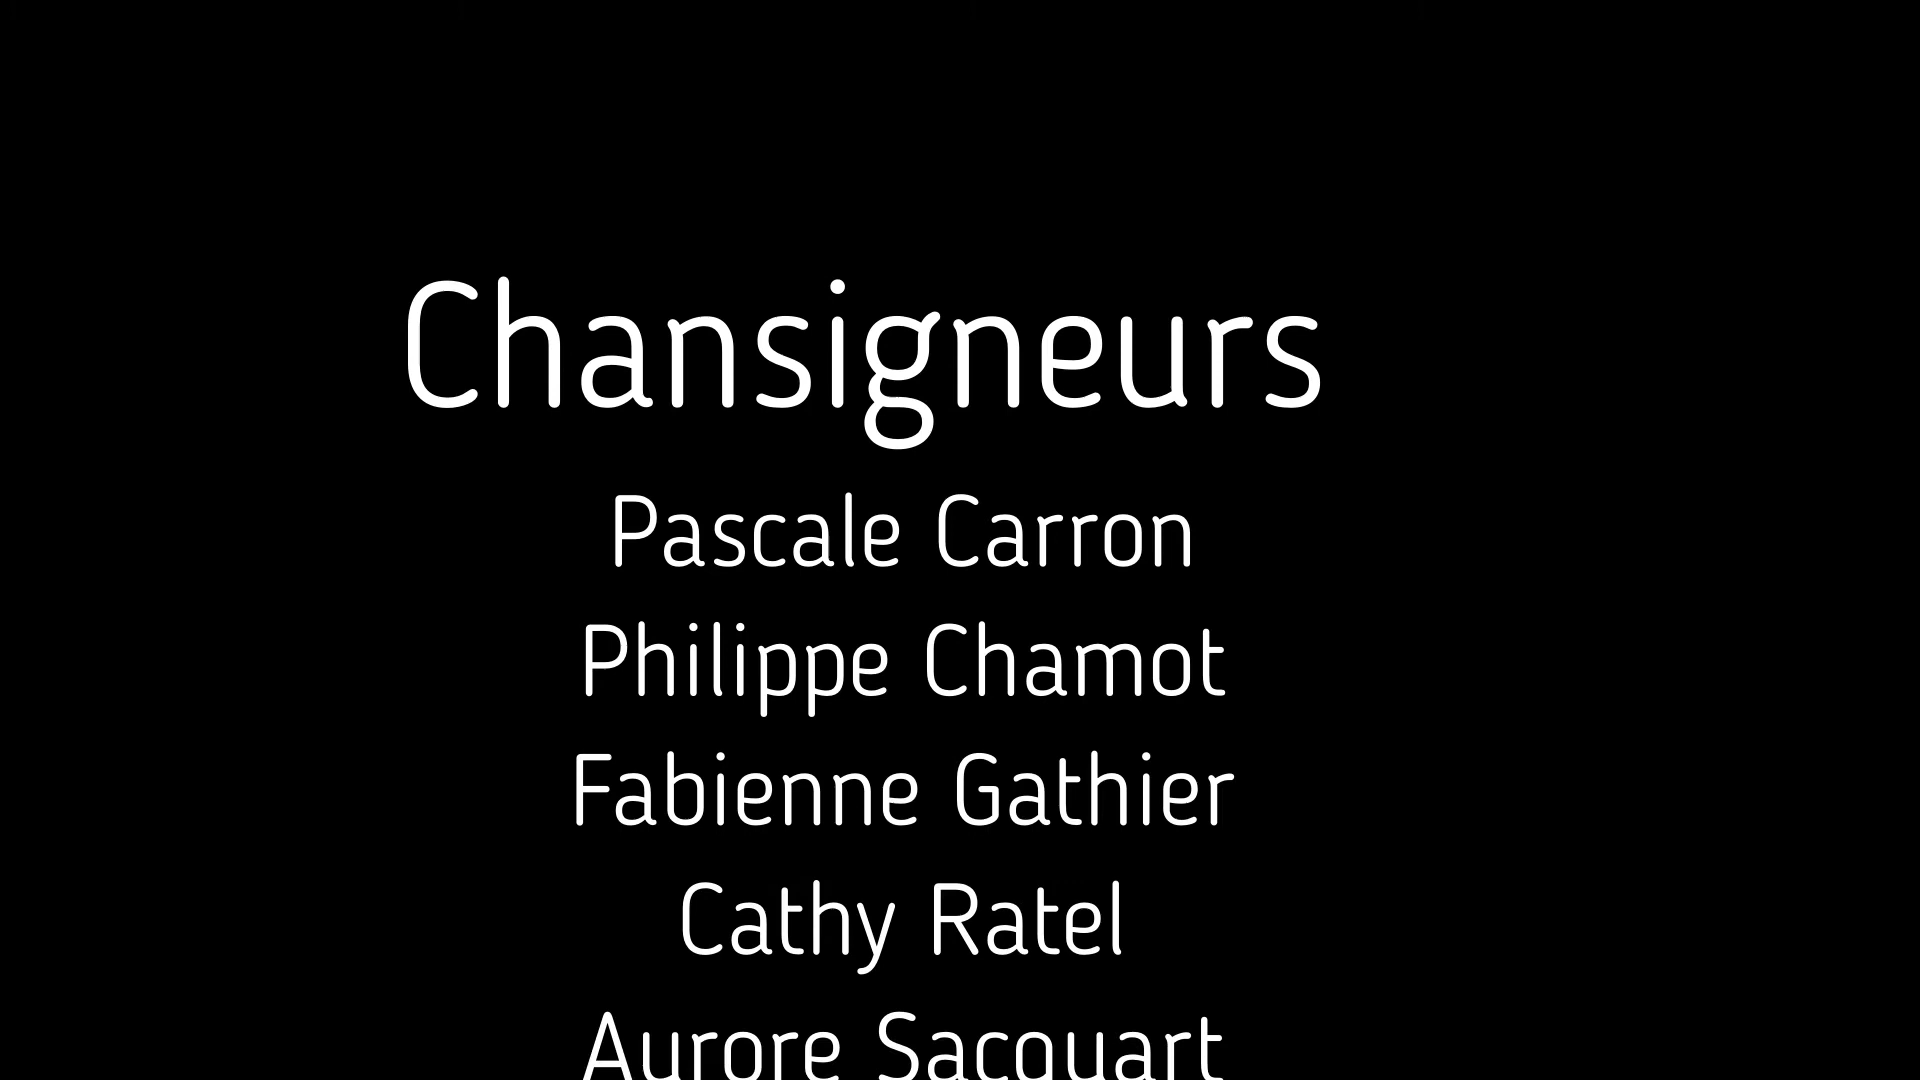 Chansigneurs
Pascale Carron
Philippe Chamot
Fabienne Gathier
Cathy Ratel
Aurore Sacquart